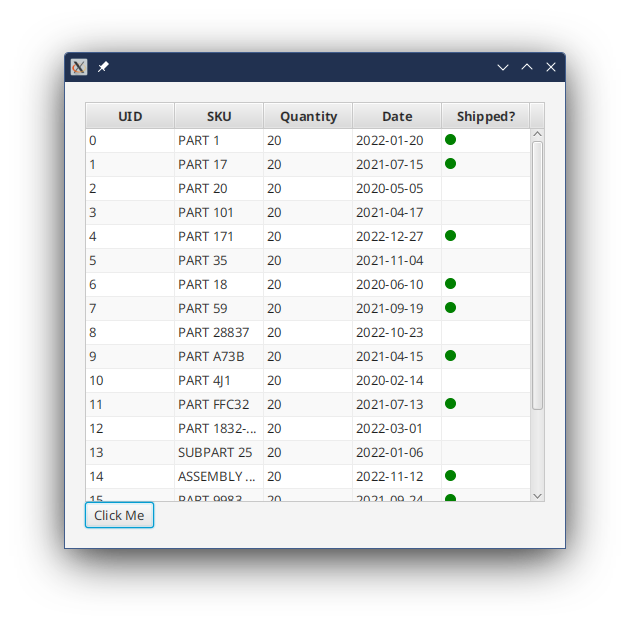 UID SKU Quantity Date Shipped?
0 PART 1 20 2022-01-20
1 PART 17 20 2021-07-15
2 PART 20 20 2020-05-05
3 PART 101 20 2021-04-17
4 PART 171 20 2022-12-27
5 PART 35 20 2021-11-04
6 PART 18 20 2020-06-10
7 PART 59 20 2021-09-19
8 PART 28837 20 2022-10-23
9 PART A73B 20 2021-04-15
10 PART 4J1 20 2020-02-14
11 PART FFC32 20 2021-07-13
12 PART 1832-... 20 2022-03-01
13 SUBPART 25 20 2022-01-06
14 ASSEMBLY ... 20 2022-11-12
15 PART 9983 20 2021-09-24
Click Me